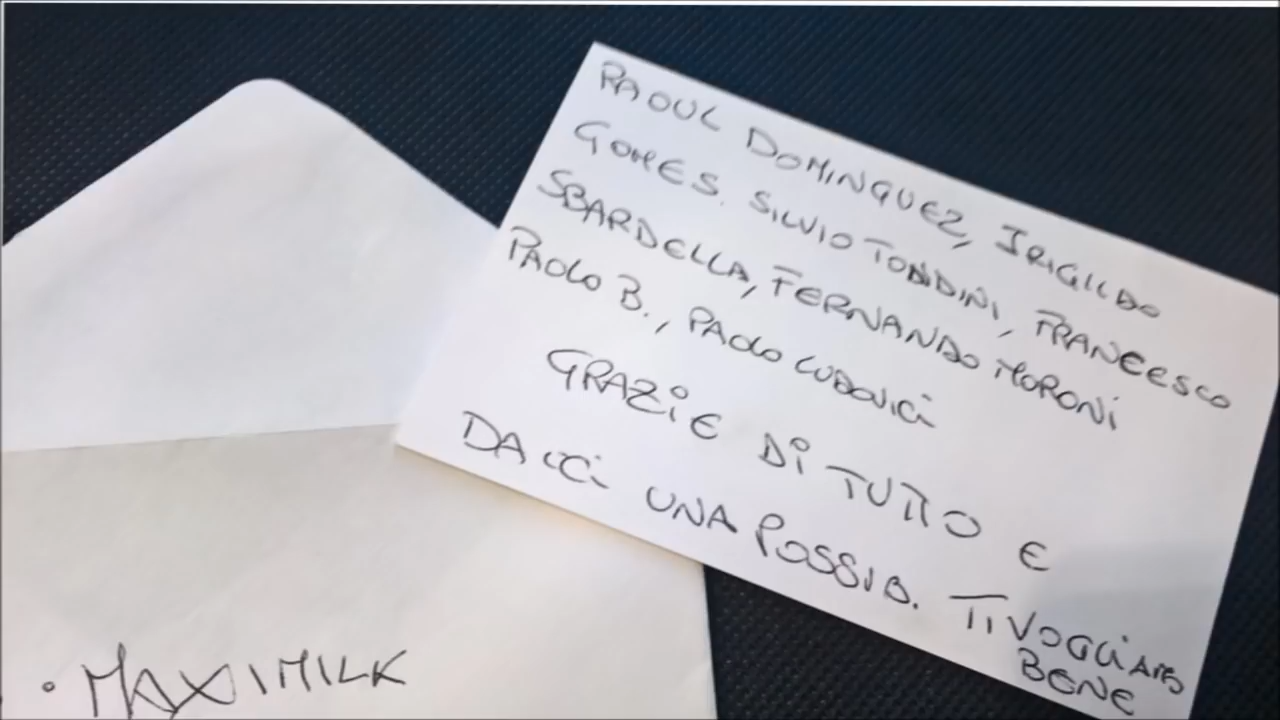 RAOUL DOMINGUEZ, IRIGILDO
GOMES. SILVIO TONDINI, FRANCESCO
SBARDELLA, FERNANDO MORONI
PAOLO B., PAOLO LUDOVICI
GRAZIE DI TUTTO E
DACCI UNA POSSIB. TI VOGLIAMO
BENE
• MAXIMILK